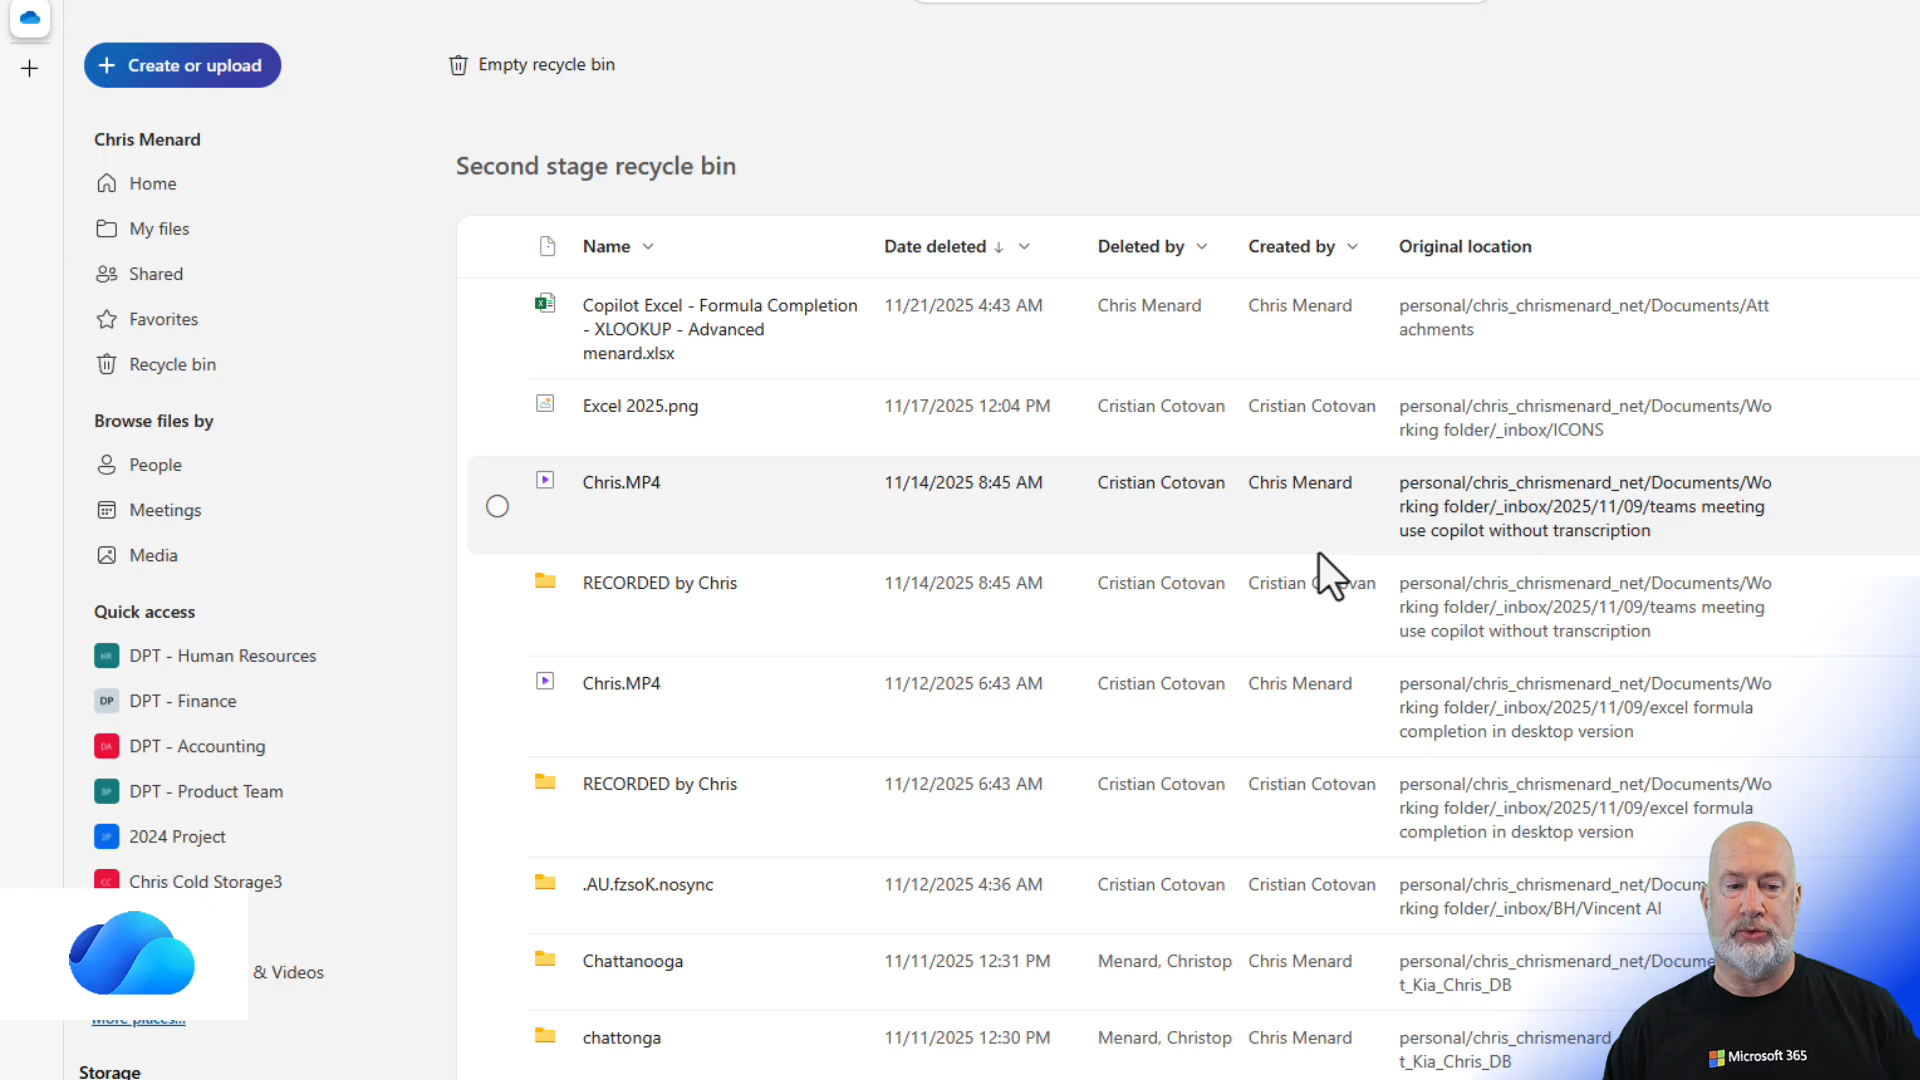 Create or upload
Empty recycle bin
Chris Menard
Home
My files
Shared
Favorites
Recycle bin
Browse files by
People
Meetings
Media
Quick access
DPT - Human Resources
DP
DPT - Finance
DPT - Accounting
DPT - Product Team
2024 Project
Chris Cold Storage3
& Videos
More places...
Storage
Second stage recycle bin
Name
Date deleted
Deleted by
Created by
Original location
Copilot Excel - Formula Completion
- XLOOKUP - Advanced
menard.xlsx
11/21/2025 4:43 AM
Chris Menard
Chris Menard
personal/chris_chrismenard_net/Documents/Att
achments
Excel 2025.png
11/17/2025 12:04 PM
Cristian Cotovan
Cristian Cotovan
personal/chris_chrismenard_net/Documents/Wo
rking folder/_inbox/ICONS
Chris.MP4
11/14/2025 8:45 AM
Cristian Cotovan
Chris Menard
personal/chris_chrismenard_net/Documents/Wo
rking folder/_inbox/2025/11/09/teams meeting
use copilot without transcription
RECORDED by Chris
11/14/2025 8:45 AM
Cristian Cotovan
Cristian
personal/chris_chrismenard_net/Documents/Wo
rking folder/_inbox/2025/11/09/teams meeting
use copilot without transcription
Chris.MP4
11/12/2025 6:43 AM
Cristian Cotovan
Chris Menard
personal/chris_chrismenard_net/Documents/Wo
rking folder/_inbox/2025/11/09/excel formula
completion in desktop version
RECORDED by Chris
11/12/2025 6:43 AM
Cristian Cotovan
Cristian Cotovan
personal/chris_chrismenard_net/Documents/Wo
rking folder/_inbox/2025/11/09/excel formula
completion in desktop version
.AU.fzsoK.nosync
11/12/2025 4:36 AM
Cristian Cotovan
Cristian Cotovan
personal/chris_chrismenard_net/Docum
rking folder/_inbox/BH/Vincent AI
Chattanooga
11/11/2025 12:31 PM
Menard, Christop
Chris Menard
personal/chris_chrismenard_net/Docume
t_Kia_Chris_DB
chattonga
11/11/2025 12:30 PM
Menard, Christop
Chris Menard
personal/chris_chrismenard
t_Kia_Chris_DB
Microsoft 365